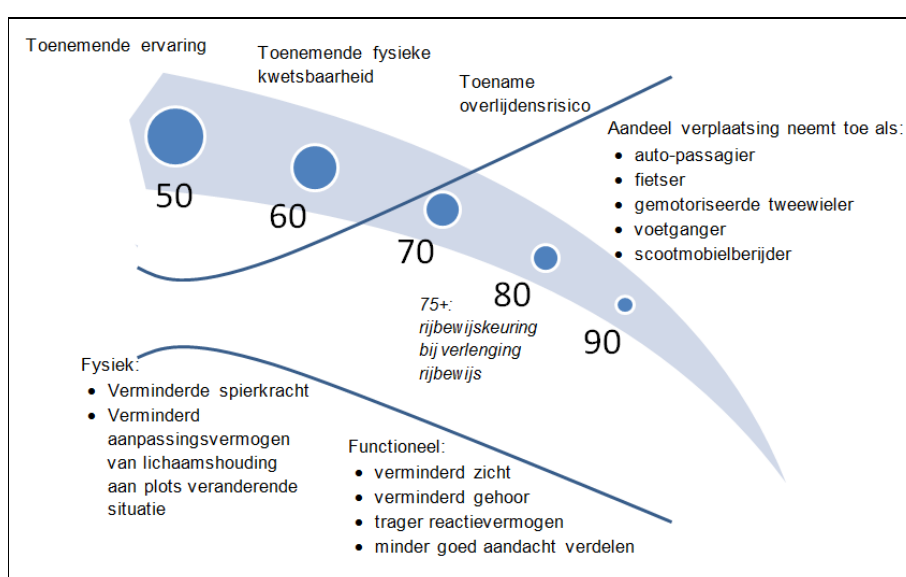 Toenemende ervaring
Toenemende fysieke
kwetsbaarheid
Toename
overlijdensrisico
Aandeel verplaatsing neemt toe als:
• auto-passagier
• fietser
• gemotoriseerde tweewieler
• voetganger
• scootmobielberijder
50
60
70
80
90
75+:
rijbewijskeuring
bij verlenging
rijbewijs
Fysiek:
• Verminderde spierkracht
• Verminderd
aanpassingsvermogen
van lichaamshouding
aan plots veranderende
situatie
Functioneel:
• verminderd zicht
• verminderd gehoor
• trager reactievermogen
• minder goed aandacht verdelen